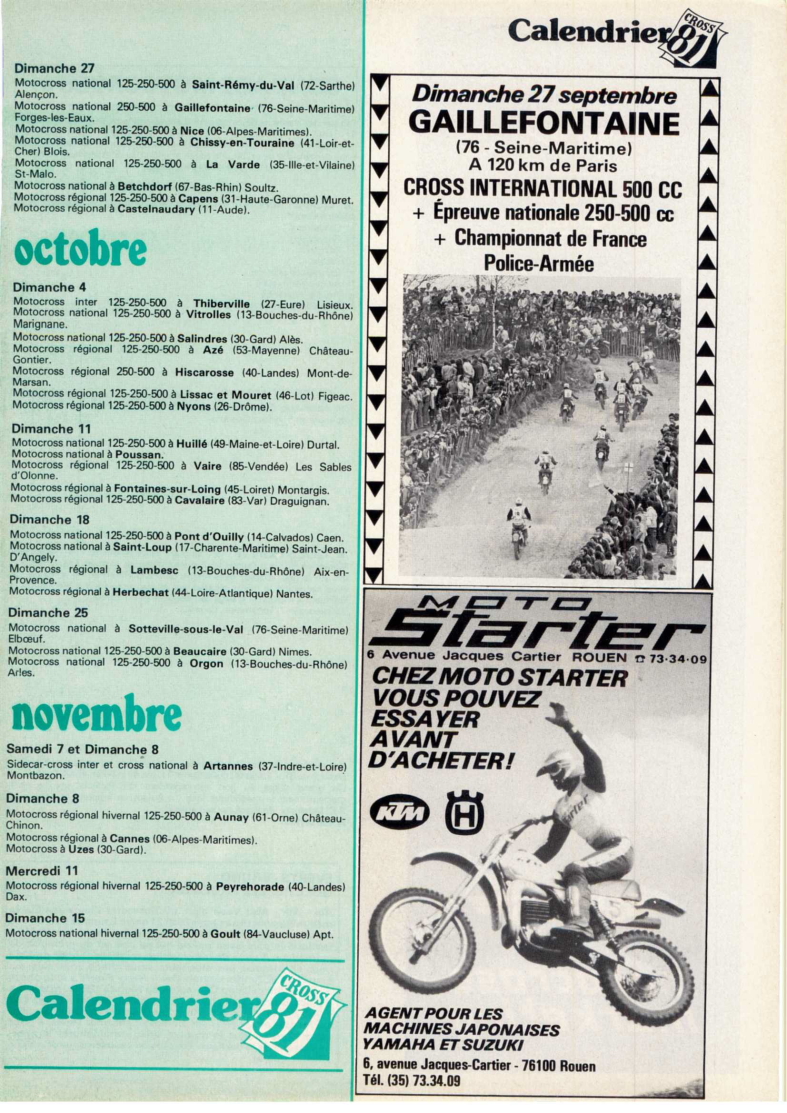 Calendrier CROSS 81
Dimanche 27
Motocross national 125-250-500 à Saint-Rémy-du-Val (72-Sarthe)
Alençon.
Motocross national 250-500 à Gaillefontaine (76-Seine-Maritime)
Forges-les-Eaux.
Motocross national 125-250-500 à Nice (06-Alpes-Maritimes).
Motocross national 125-250-500 à Chissy-en-Touraine (41-Loir-et-
Cher) Blois.
Motocross national 125-250-500 à La Varde (35-Ille-et-Vilaine)
St-Malo.
Motocross national à Betchdorf (67-Bas-Rhin) Soultz.
Motocross régional 125-250-500 à Capens (31-Haute-Garonne) Muret.
Motocross régional à Castelnaudary (11-Aude).
octobre
Dimanche 4
Motocross inter 125-250-500 à Thiberville (27-Eure) Lisieux.
Motocross national 125-250-500 à Vitrolles (13-Bouches-du-Rhône)
Marignane.
Motocross national 125-250-500 à Salindres (30-Gard) Alès.
Motocross régional 125-250-500 à Azé (53-Mayenne) Château-
Gontier.
Motocross régional 250-500 à Hiscarosse (40-Landes) Mont-de-
Marsan.
Motocross régional 125-250-500 à Lissac et Mouret (46-Lot) Figeac.
Motocross régional 125-250-500 à Nyons (26-Drôme).
Dimanche 11
Motocross national 125-250-500 à Huillé (49-Maine-et-Loire) Durtal.
Motocross national à Poussan.
Motocross régional 125-250-500 à Vaire (85-Vendée) Les Sables
d'Olonne.
Motocross régional à Fontaines-sur-Loing (45-Loiret) Montargis.
Motocross régional 125-250-500 à Cavalaire (83-Var) Draguignan.
Dimanche 18
Motocross national 125-250-500 à Pont d'Ouilly (14-Calvados) Caen.
Motocross national à Saint-Loup (17-Charente-Maritime) Saint-Jean.
D'Angely.
Motocross régional à Lambesc (13-Bouches-du-Rhône) Aix-en-
Provence.
Motocross régional à Herbechat (44-Loire-Atlantique) Nantes.
Dimanche 25
Motocross national à Sotteville-sous-le-Val (76-Seine-Maritime)
Elbœuf.
Motocross national 125-250-500 à Beaucaire (30-Gard) Nimes.
Motocross national 125-250-500 à Orgon (13-Bouches-du-Rhône)
Arles.
novembre
Samedi 7 et Dimanche 8
Sidecar-cross inter et cross national à Artannes (37-Indre-et-Loire)
Montbazon.
Dimanche 8
Motocross régional hivernal 125-250-500 à Aunay (61-Orne) Château-
Chinon.
Motocross régional à Cannes (06-Alpes-Maritimes).
Motocross à Uzes (30-Gard).
Mercredi 11
Motocross régional hivernal 125-250-500 à Peyrehorade (40-Landes)
Dax.
Dimanche 15
Motocross national hivernal 125-250-500 à Goult (84-Vaucluse) Apt.
Calendrier CROSS 81
Dimanche 27 septembre
GAILLEFONTAINE
(76 - Seine-Maritime)
A 120 km de Paris
CROSS INTERNATIONAL 500 CC
+ Épreuve nationale 250-500 cc
+ Championnat de France
Police-Armée
MOTO
Starter
6 Avenue Jacques Cartier ROUEN ☎ 73·34·09
CHEZ MOTO STARTER
VOUS POUVEZ
ESSAYER
AVANT
D'ACHETER!
KTM H
AGENT POUR LES
MACHINES JAPONAISES
YAMAHA ET SUZUKI
6, avenue Jacques-Cartier - 76100 Rouen
Tél. (35) 73.34.09